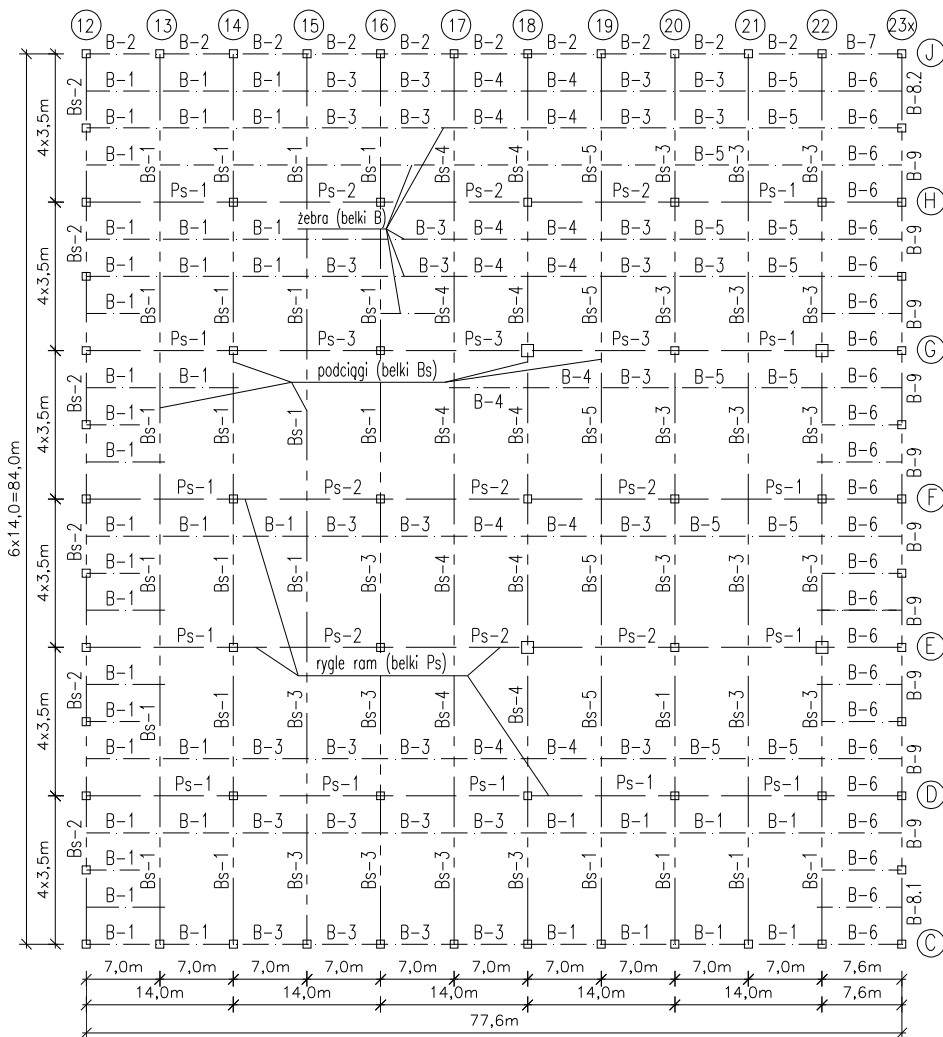 12 13 14 15 16 17 18 19 20 21 22 23x
B-2 B-2 B-2 B-2 B-2 B-2 B-2 B-2 B-2 B-2 B-7 J
Bs-2 B-1 B-1 B-1 B-3 B-3 B-4 B-4 B-3 B-3 B-5 B-6 B-8.2
4x3,5m
B-1 B-1 B-1 B-3 B-3 B-4 B-4 B-3 B-3 B-5 B-6
B-1 Bs-1 Bs-1 Bs-1 Bs-1 Bs-4 Bs-4 Bs-5 Bs-3 B-5 Bs-3 Bs-3 B-6 B-9
Ps-1 Ps-2 Ps-2 Ps-2 Ps-1 B-6 H
żebra (belki B)
Bs-2 B-1 B-1 B-1 B-3 B-4 B-4 B-3 B-5 B-5 B-6 B-9
4x3,5m
B-1 B-1 B-1 B-3 B-4 B-4 B-3 B-3 B-5 B-6
B-1 Bs-1 Bs-1 Bs-1 Bs-1 Bs-4 Bs-4 Bs-5 Bs-3 Bs-3 Bs-3 B-6 B-9
Ps-1 Ps-3 Ps-3 Ps-3 Ps-1 B-6 G
podciągi (belki Bs)
Bs-2 B-1 B-1 B-4 B-4 B-3 B-5 B-5 B-6 B-9
4x3,5m
B-1 Bs-1 Bs-1 Bs-1 Bs-1 Bs-4 Bs-4 Bs-5 Bs-3 Bs-3 Bs-3 B-6
B-1 B-6 B-9
Ps-1 Ps-2 Ps-2 Ps-2 Ps-1 B-6 F
6x14,0=84,0m
Bs-2 B-1 B-1 B-1 B-3 B-3 B-4 B-4 B-3 B-5 B-5 B-6 B-9
4x3,5m
B-1 Bs-1 Bs-1 Bs-1 Bs-3 Bs-4 Bs-4 Bs-5 Bs-3 Bs-3 Bs-3 B-6
B-1 B-6 B-9
Ps-1 Ps-2 Ps-2 Ps-2 Ps-1 B-6 E
rygle ram (belki Ps)
Bs-2 B-1 B-6 B-9
4x3,5m
B-1 Bs-1 Bs-1 Bs-3 Bs-3 Bs-4 Bs-4 Bs-5 Bs-1 Bs-3 Bs-3 B-6
B-1 B-1 B-3 B-3 B-3 B-4 B-4 B-3 B-5 B-5 B-6 B-9
Ps-1 Ps-1 Ps-1 Ps-1 Ps-1 B-6 D
Bs-2 B-1 B-1 B-3 B-3 B-3 B-3 B-1 B-1 B-1 B-1 B-6 B-9
4x3,5m
B-1 Bs-1 Bs-1 Bs-3 Bs-3 Bs-3 Bs-3 Bs-1 Bs-1 Bs-1 Bs-1 B-6
B-1 B-6 B-8.1
B-1 B-1 B-3 B-3 B-3 B-3 B-1 B-1 B-1 B-1 B-6 C
7,0m 7,0m 7,0m 7,0m 7,0m 7,0m 7,0m 7,0m 7,0m 7,0m 7,6m
14,0m 14,0m 14,0m 14,0m 14,0m 7,6m
77,6m